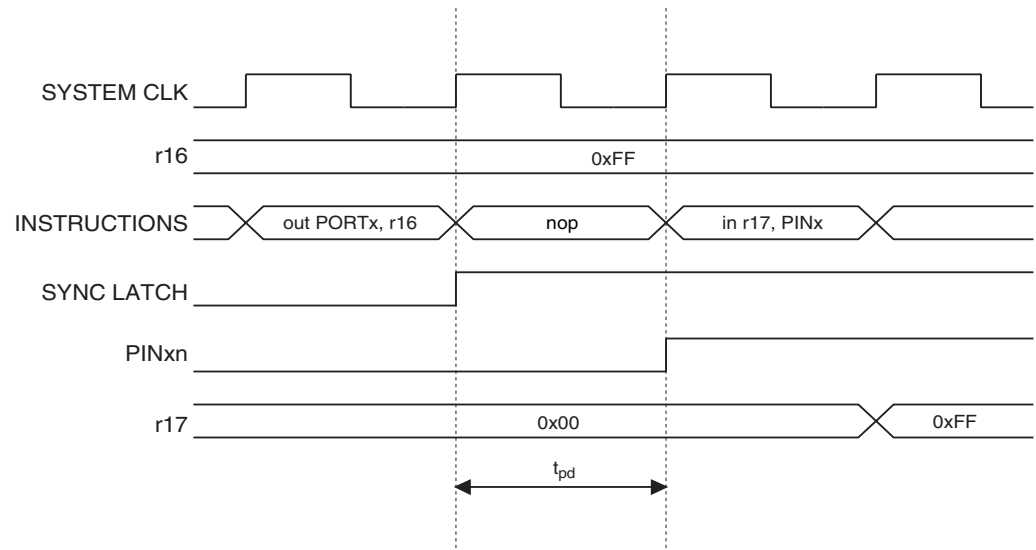 SYSTEM CLK
r16
0xFF
INSTRUCTIONS
out PORTx, r16
nop
in r17, PINx
SYNC LATCH
PINxn
r17
0x00
0xFF
tpd